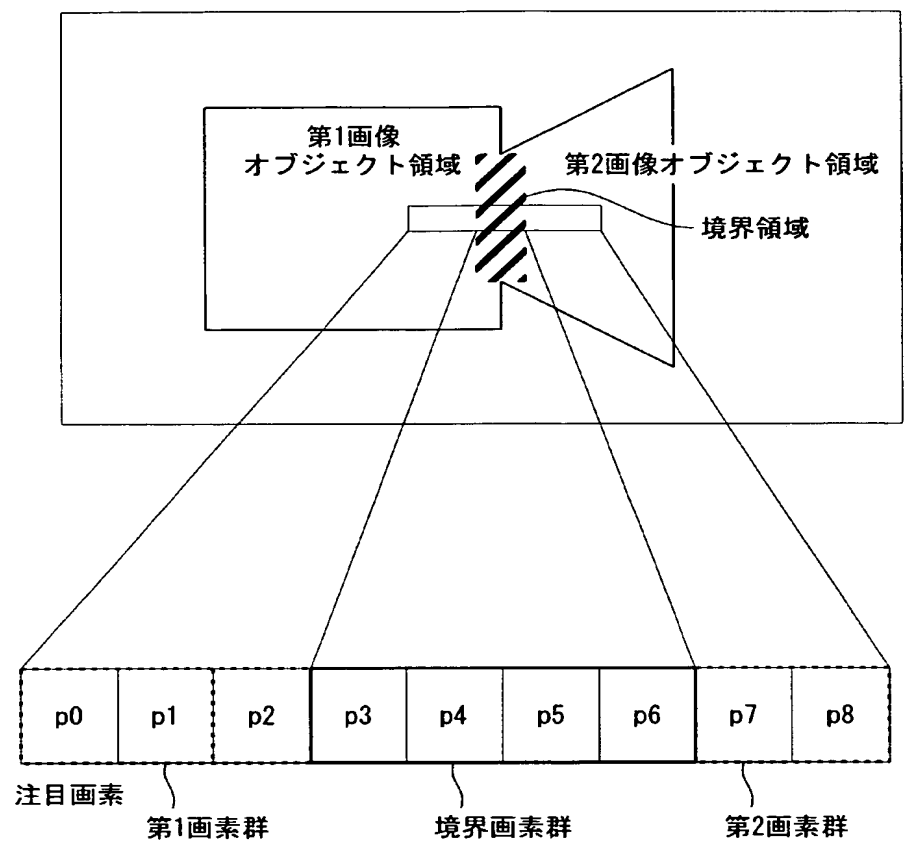 第1画像
オブジェクト領域
第2画像オブジェクト領域
境界領域
p0 p1 p2 p3 p4 p5 p6 p7 p8
注目画素
第1画素群
境界画素群
第2画素群